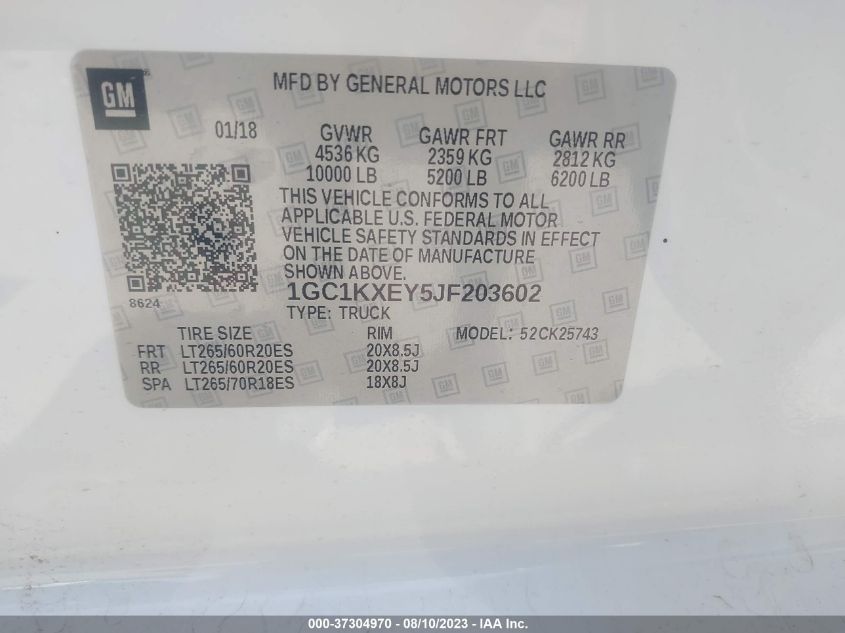 GM
MFD BY GENERAL MOTORS LLC
01/18 GVWR GAWR FRT GAWR RR
4536 KG 2359 KG 2812 KG
10000 LB 5200 LB 6200 LB
THIS VEHICLE CONFORMS TO ALL
APPLICABLE U.S. FEDERAL MOTOR
VEHICLE SAFETY STANDARDS IN EFFECT
ON THE DATE OF MANUFACTURE
SHOWN ABOVE.
8624
1GC1KXEY5JF203602
TYPE: TRUCK
TIRE SIZE RIM MODEL: 52CK25743
FRT LT265/60R20ES 20X8.5J
RR LT265/60R20ES 20X8.5J
SPA LT265/70R18ES 18X8J
000-37304970 — 08/10/2023 — IAA Inc.